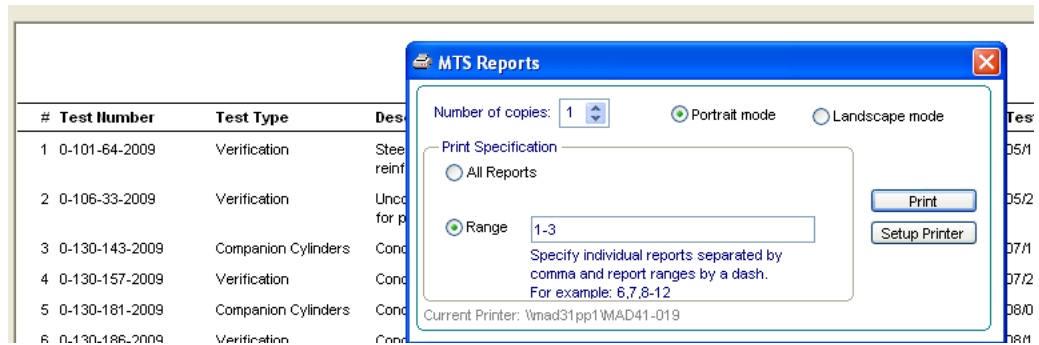 MTS Reports
Number of copies: 1 Portrait mode Landscape mode
# Test Number Test Type
Print Specification
1 0-101-64-2009 Verification
All Reports
2 0-106-33-2009 Verification
for p
Print
Range 1-3
Setup Printer
3 0-130-143-2009 Companion Cylinders
Specify individual reports separated by
comma and report ranges by a dash.
For example: 6,7,8-12
4 0-130-157-2009 Verification
5 0-130-181-2009 Companion Cylinders
Current Printer: \\mad31pp1\MAD41-019
6 0-130-186-2009 Verification